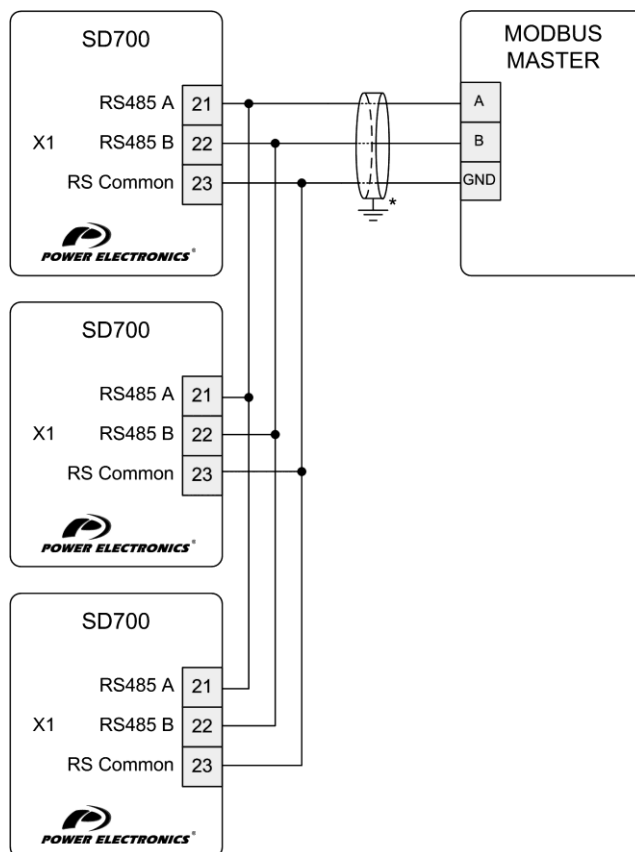 SD700
RS485 A 21
X1 RS485 B 22
RS Common 23
POWER ELECTRONICS®
MODBUS
MASTER
A
B
GND
*
SD700
RS485 A 21
X1 RS485 B 22
RS Common 23
POWER ELECTRONICS®
SD700
RS485 A 21
X1 RS485 B 22
RS Common 23
POWER ELECTRONICS®